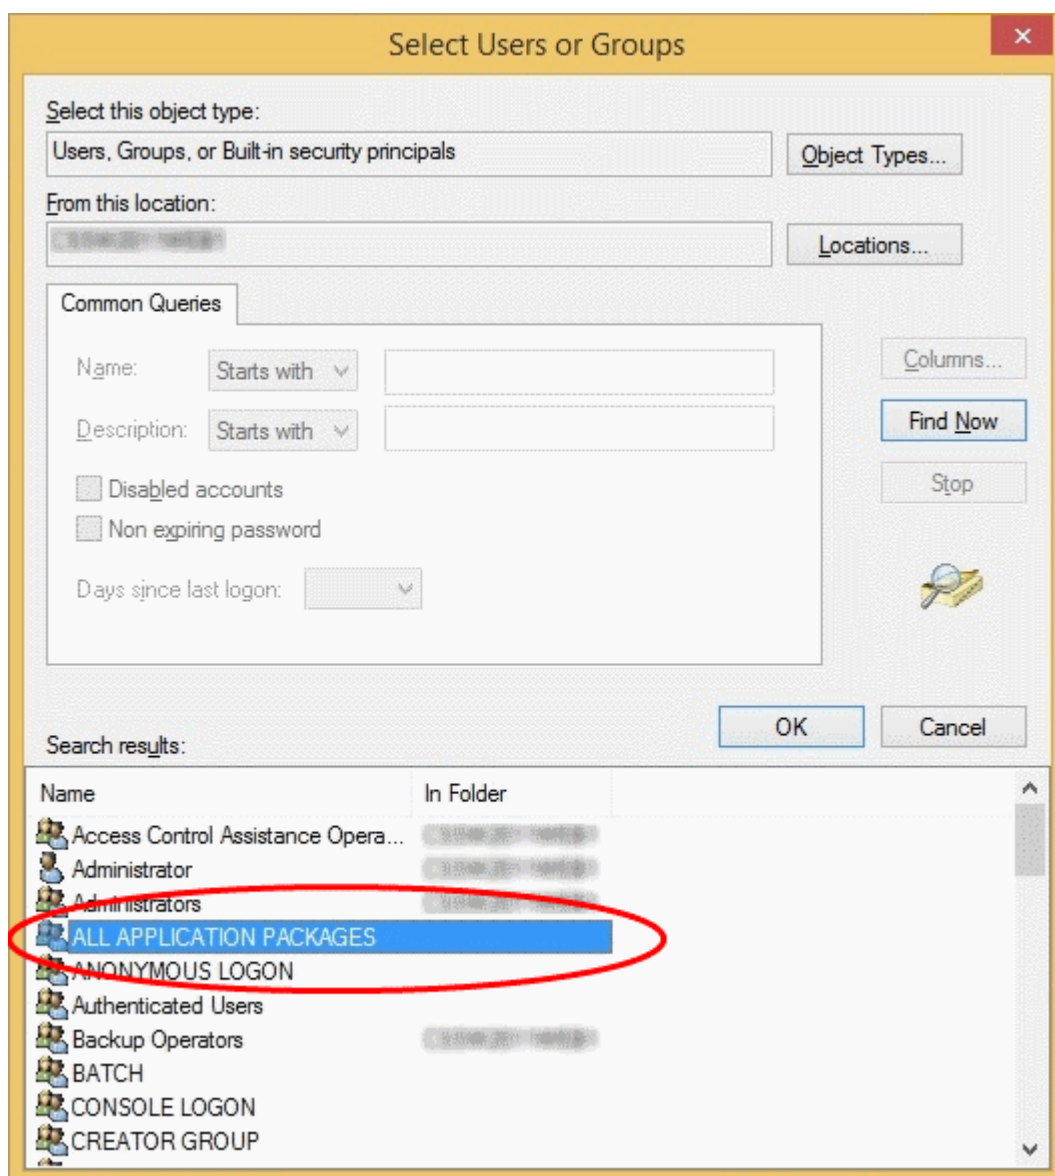 Select Users or Groups
Select this object type:
Users, Groups, or Built-in security principals
Object Types...
From this location:
Locations...
Common Queries
Name:
Starts with
Columns...
Description:
Starts with
Find Now
Disabled accounts
Stop
Non expiring password
Days since last logon:
OK
Cancel
Search results:
Name In Folder
Access Control Assistance Opera...
Administrator
Administrators
ALL APPLICATION PACKAGES
ANONYMOUS LOGON
Authenticated Users
Backup Operators
BATCH
CONSOLE LOGON
CREATOR GROUP